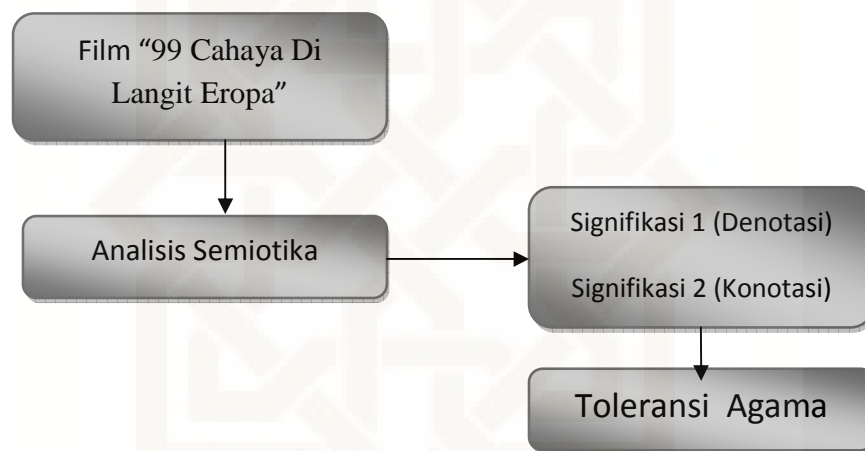 Film “99 Cahaya Di
Langit Eropa”
Analisis Semiotika
Signifikasi 1 (Denotasi)
Signifikasi 2 (Konotasi)
Toleransi Agama